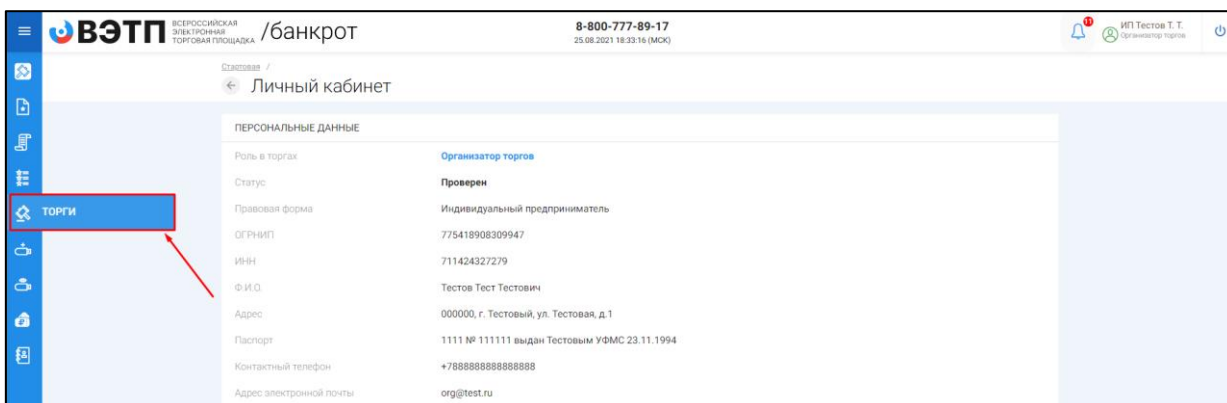 ВЭТП ВСЕРОССИЙСКАЯ ЭЛЕКТРОННАЯ ТОРГОВАЯ ПЛОЩАДКА /банкрот
8-800-777-89-17
25.08.2021 18:33:16 (МСК)
11
ИП Тестов Т. Т.
Организатор торгов
Стартовая /
Личный кабинет
ПЕРСОНАЛЬНЫЕ ДАННЫЕ
Роль в торгах Организатор торгов
Статус Проверен
Правовая форма Индивидуальный предприниматель
ОГРНИП 775418908309947
ТОРГИ
ИНН 711424327279
Ф.И.О. Тестов Тест Тестович
Адрес 000000, г. Тестовый, ул. Тестовая, д.1
Паспорт 1111 № 111111 выдан Тестовым УФМС 23.11.1994
Контактный телефон +7888888888888888
Адрес электронной почты org@test.ru